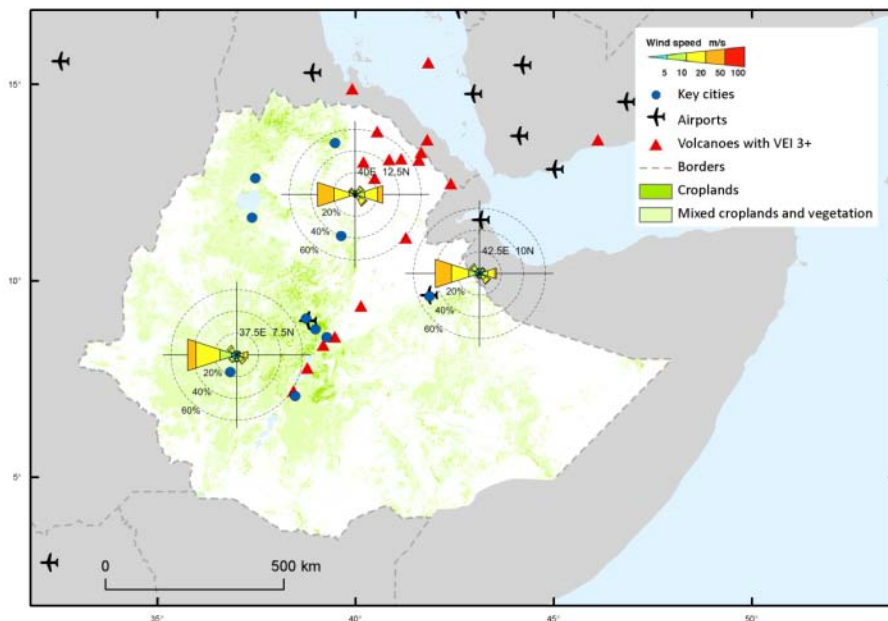 Wind speed m/s
5 10 20 50 100
Key cities
Airports
Volcanoes with VEI 3+
Borders
Croplands
Mixed croplands and vegetation
15°
10°
5°
40E 12,5N
20%
40%
60%
42.5E 10N
20%
40%
60%
37.5E 7.5N
20%
40%
60%
0 500 km
35° 40° 45° 50°